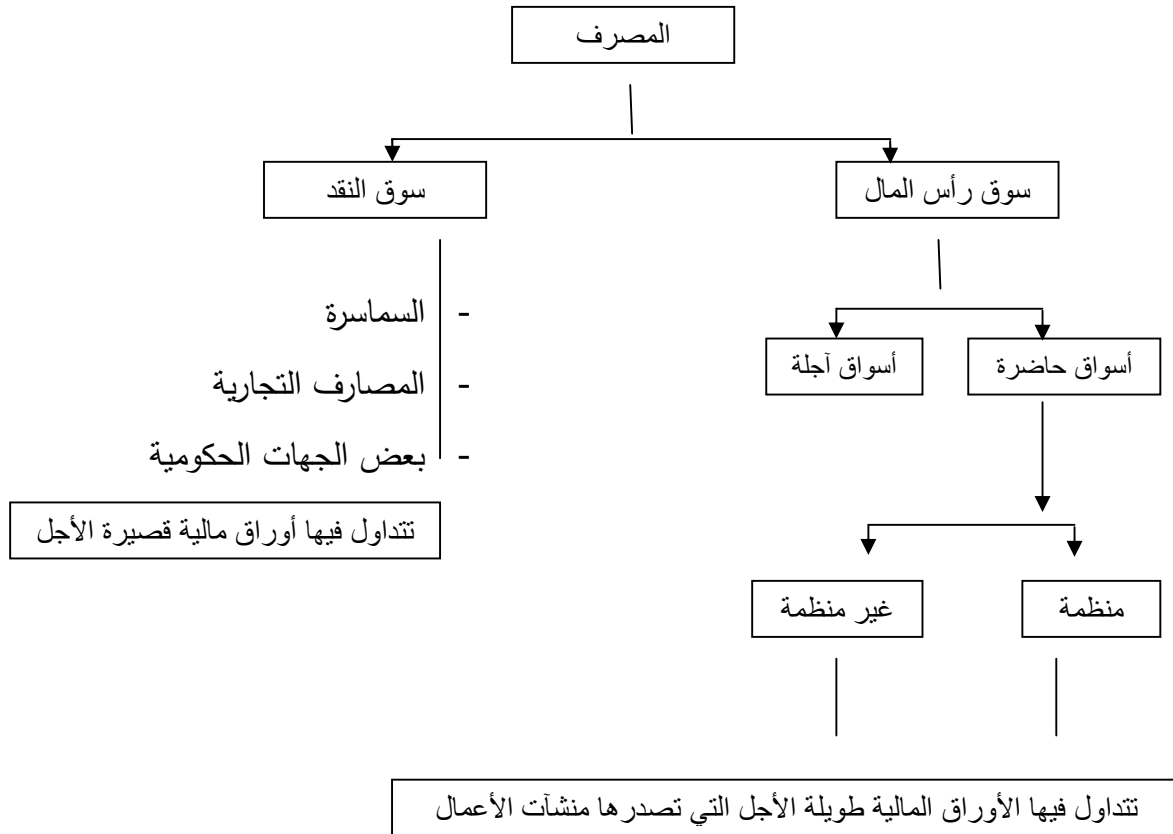 المصرف
سوق رأس المال
سوق النقد
- السماسرة
- المصارف التجارية
- بعض الجهات الحكومية
تتداول فيها أوراق مالية قصيرة الأجل
أسواق حاضرة
أسواق آجلة
منظمة
غير منظمة
تتداول فيها الأوراق المالية طويلة الأجل التي تصدرها منشآت الأعمال